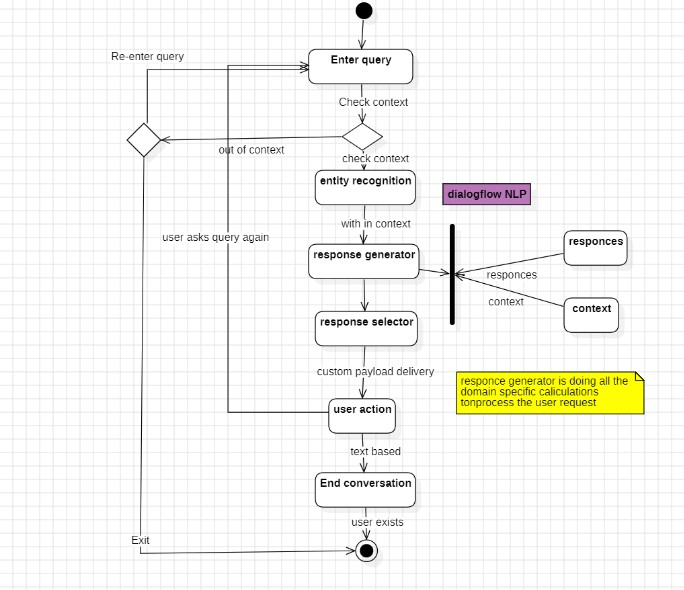 Re-enter query
Enter query
Check context
out of context
check context
entity recognition
dialogflow NLP
with in context
user asks query again
response generator
responces
responces
context
context
response selector
custom payload delivery
responce generator is doing all the
domain specific caliculations
tonprocess the user request
user action
text based
End conversation
user exists
Exit